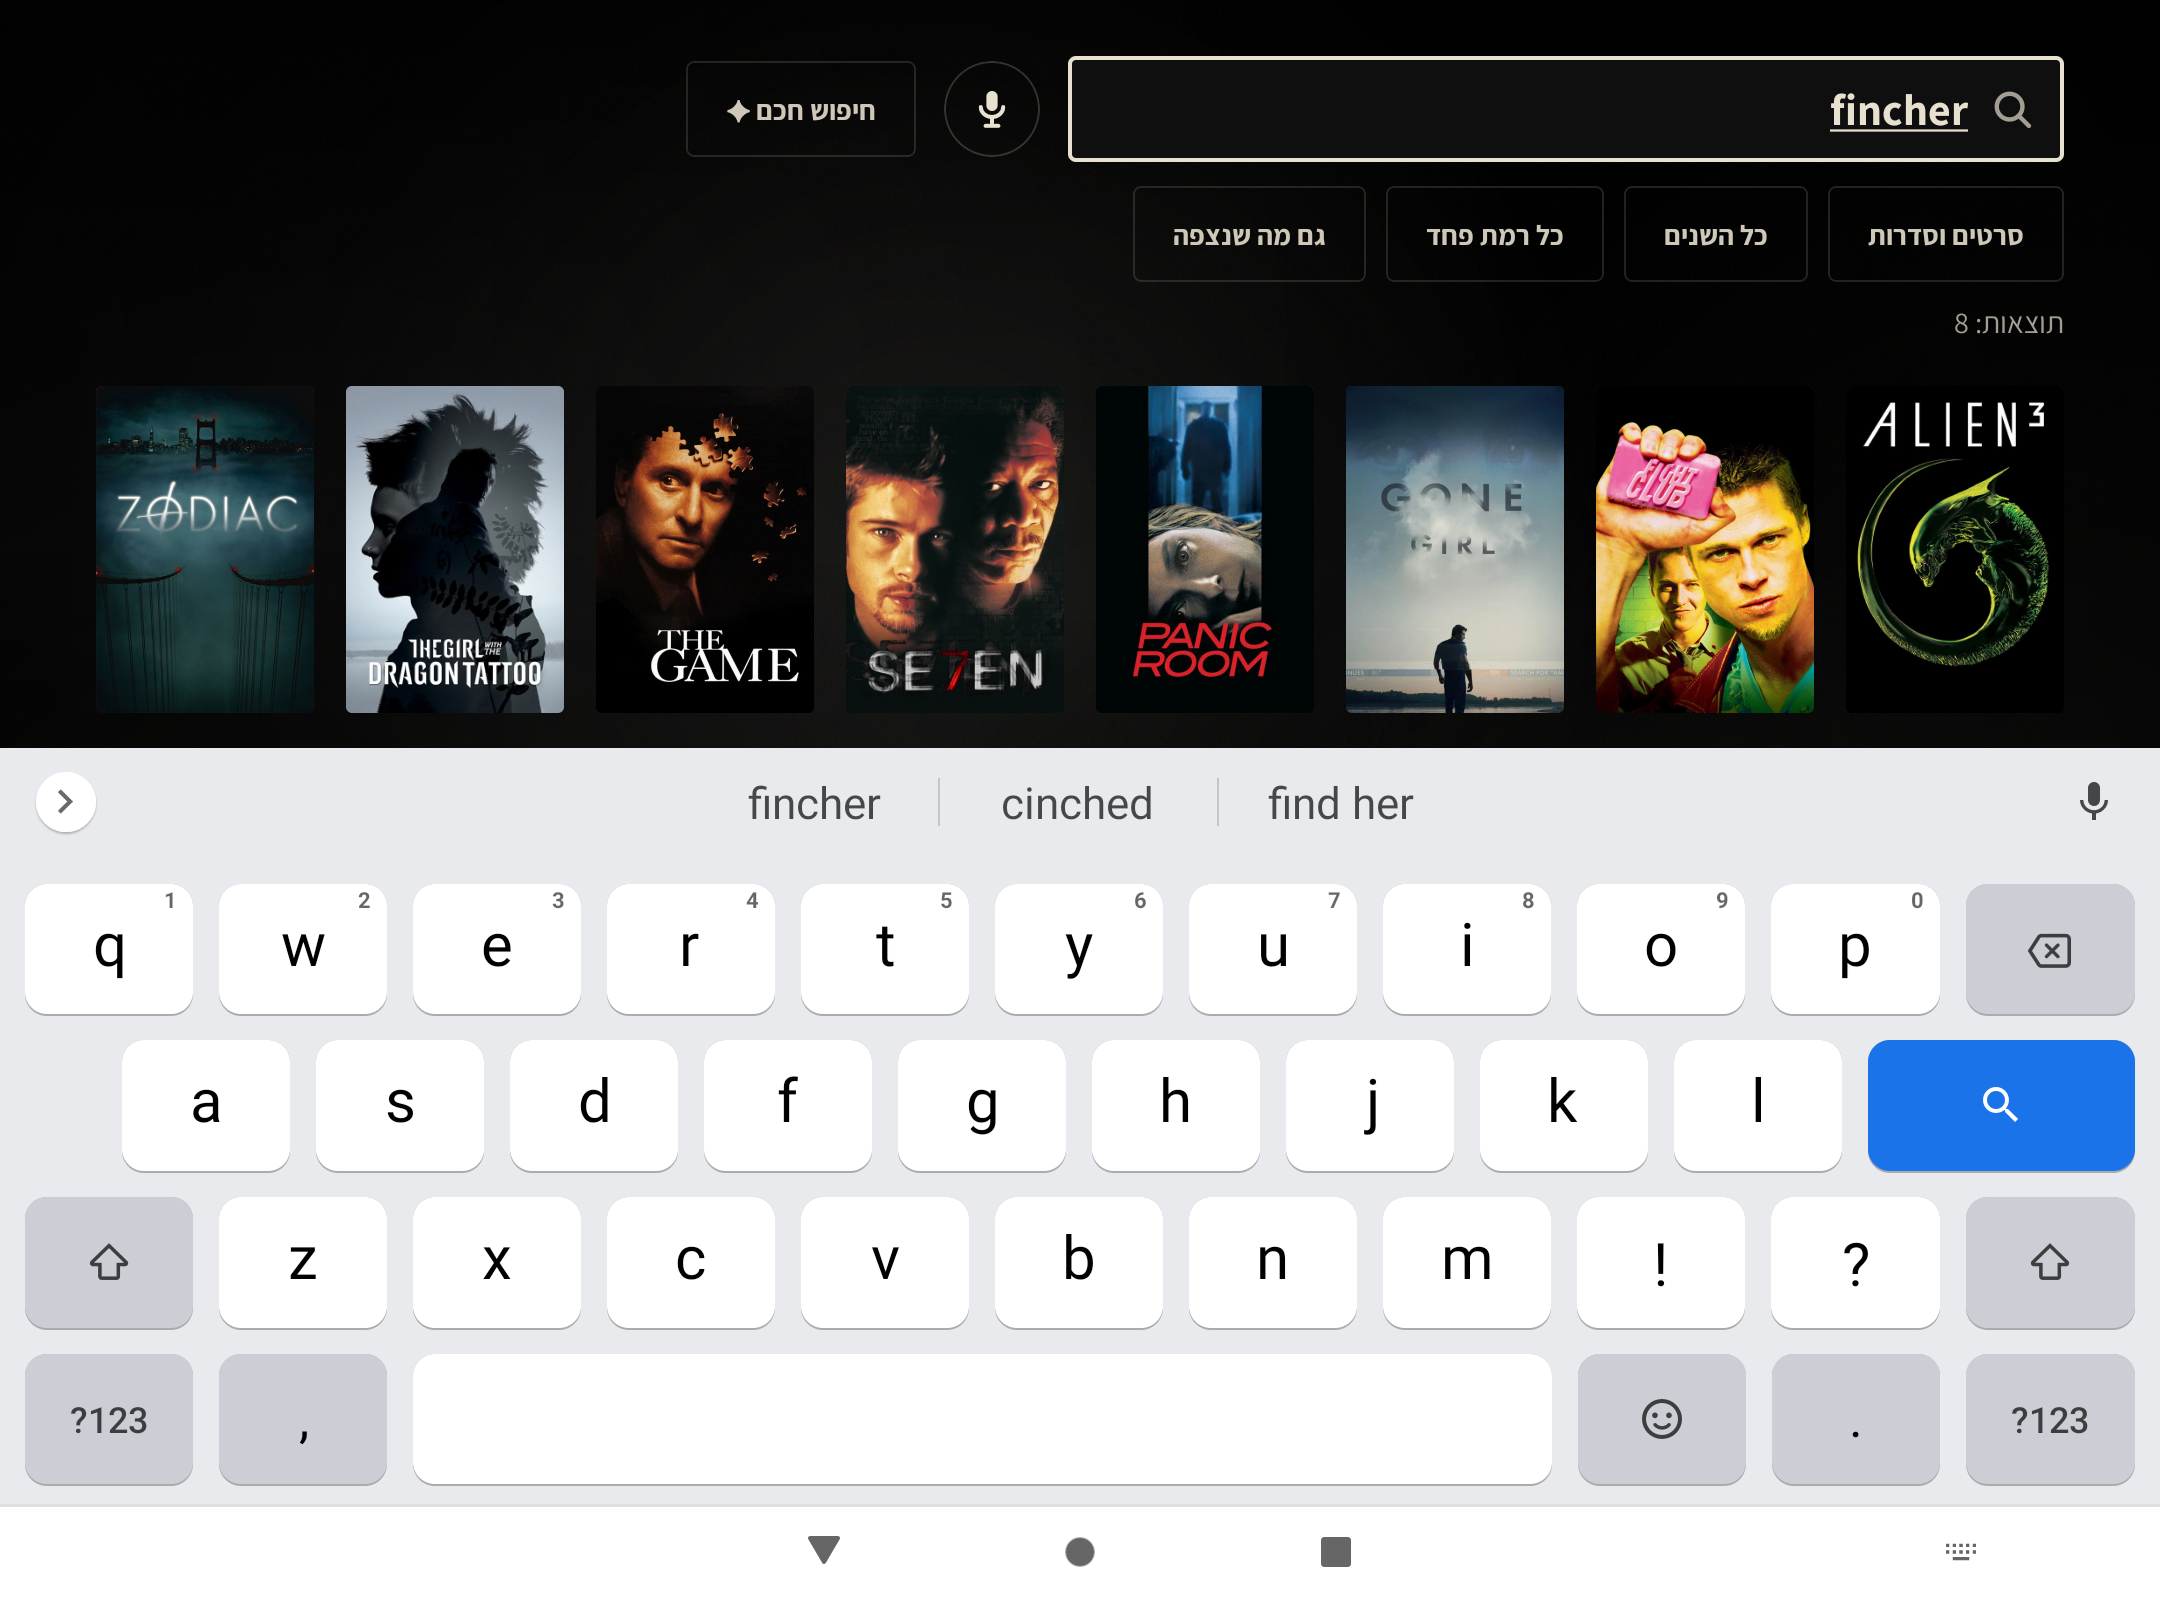 fincher
חיפוש חכם
סרטים וסדרות
כל השנים
כל רמת פחד
גם מה שנצפה
תוצאות: 8
ALIEN³
FIGHT CLUB
GONE GIRL
PANIC ROOM
SE7EN
THE GAME
THE GIRL WITH THE DRAGON TATTOO
ZODIAC
fincher cinched find her
q 1 w 2 e 3 r 4 t 5 y 6 u 7 i 8 o 9 p 0
a s d f g h j k l
z x c v b n m ! ?
?123 , . ?123